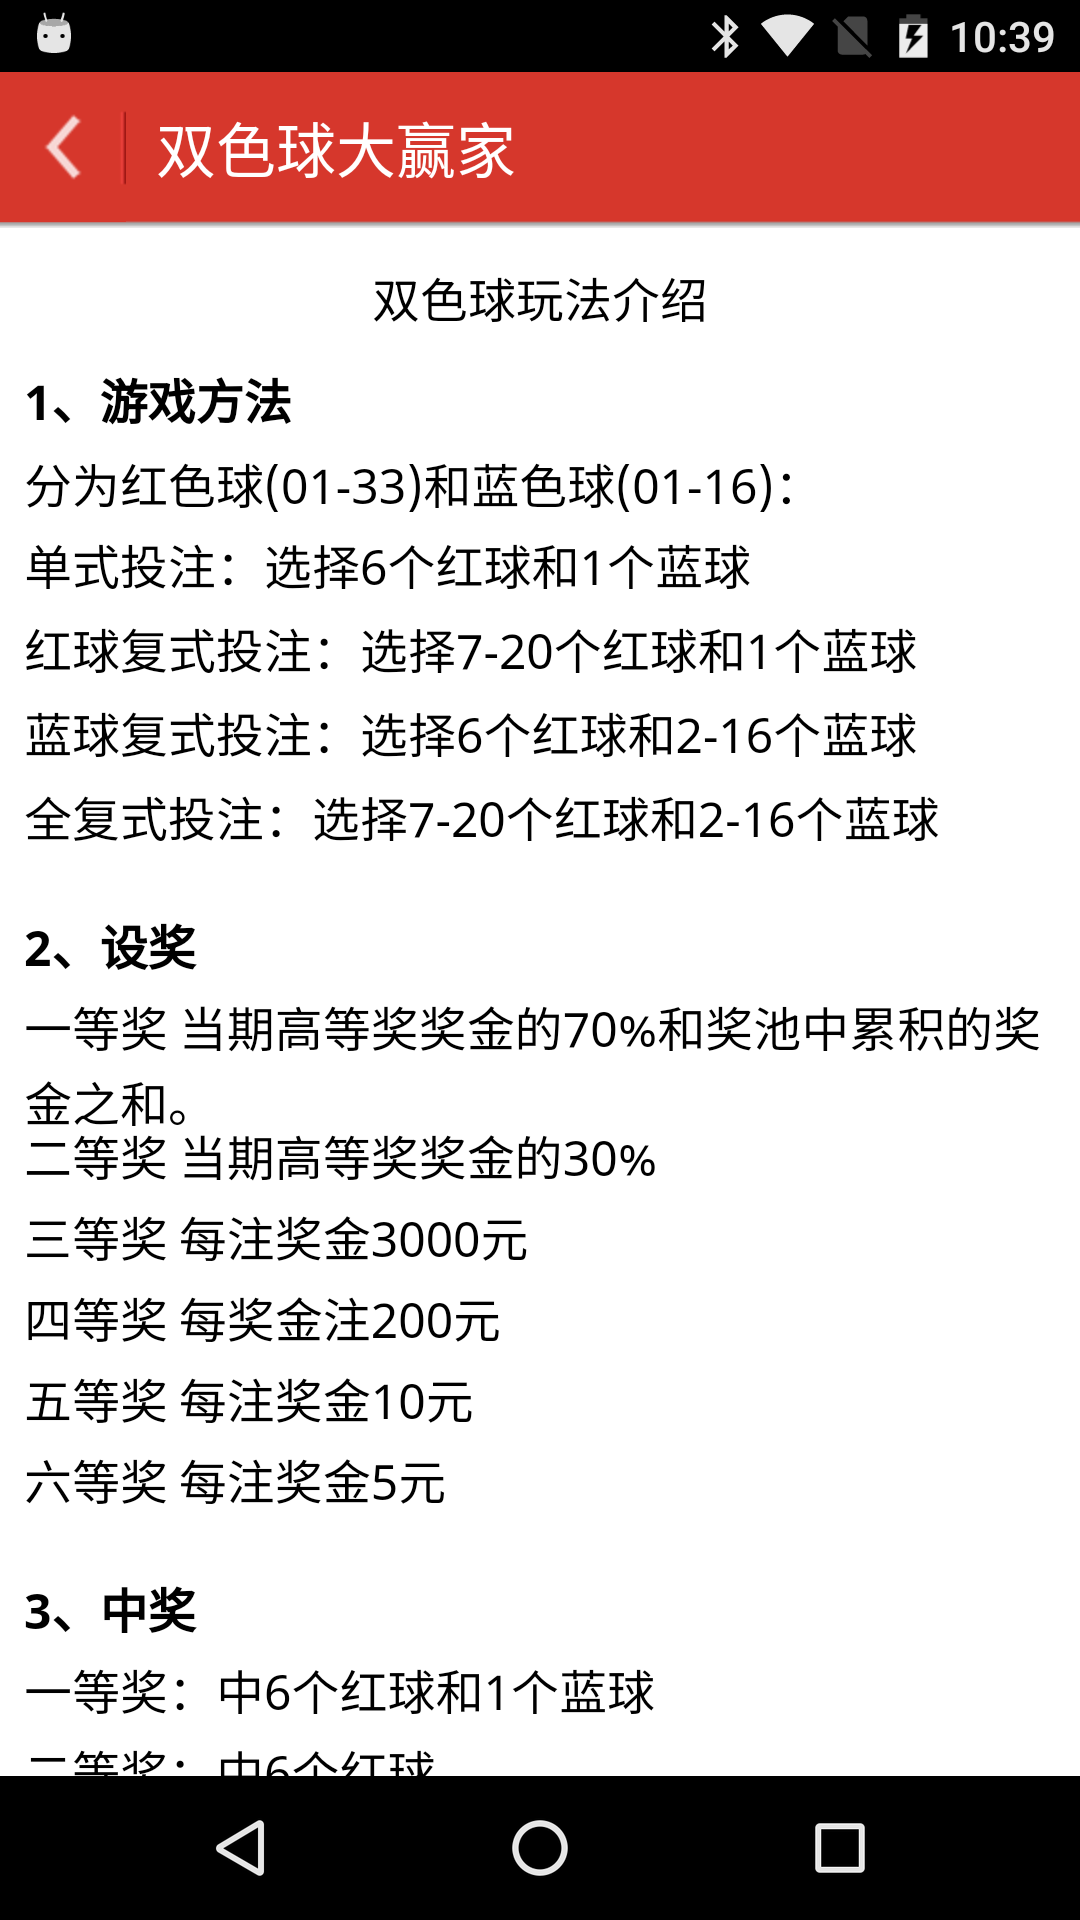 10:39
双色球大赢家
双色球玩法介绍
1、游戏方法
分为红色球(01-33)和蓝色球(01-16)：
单式投注：选择6个红球和1个蓝球
红球复式投注：选择7-20个红球和1个蓝球
蓝球复式投注：选择6个红球和2-16个蓝球
全复式投注：选择7-20个红球和2-16个蓝球
2、设奖
一等奖 当期高等奖奖金的70%和奖池中累积的奖
金之和。
二等奖 当期高等奖奖金的30%
三等奖 每注奖金3000元
四等奖 每奖金注200元
五等奖 每注奖金10元
六等奖 每注奖金5元
3、中奖
一等奖：中6个红球和1个蓝球
二等奖：中6个红球